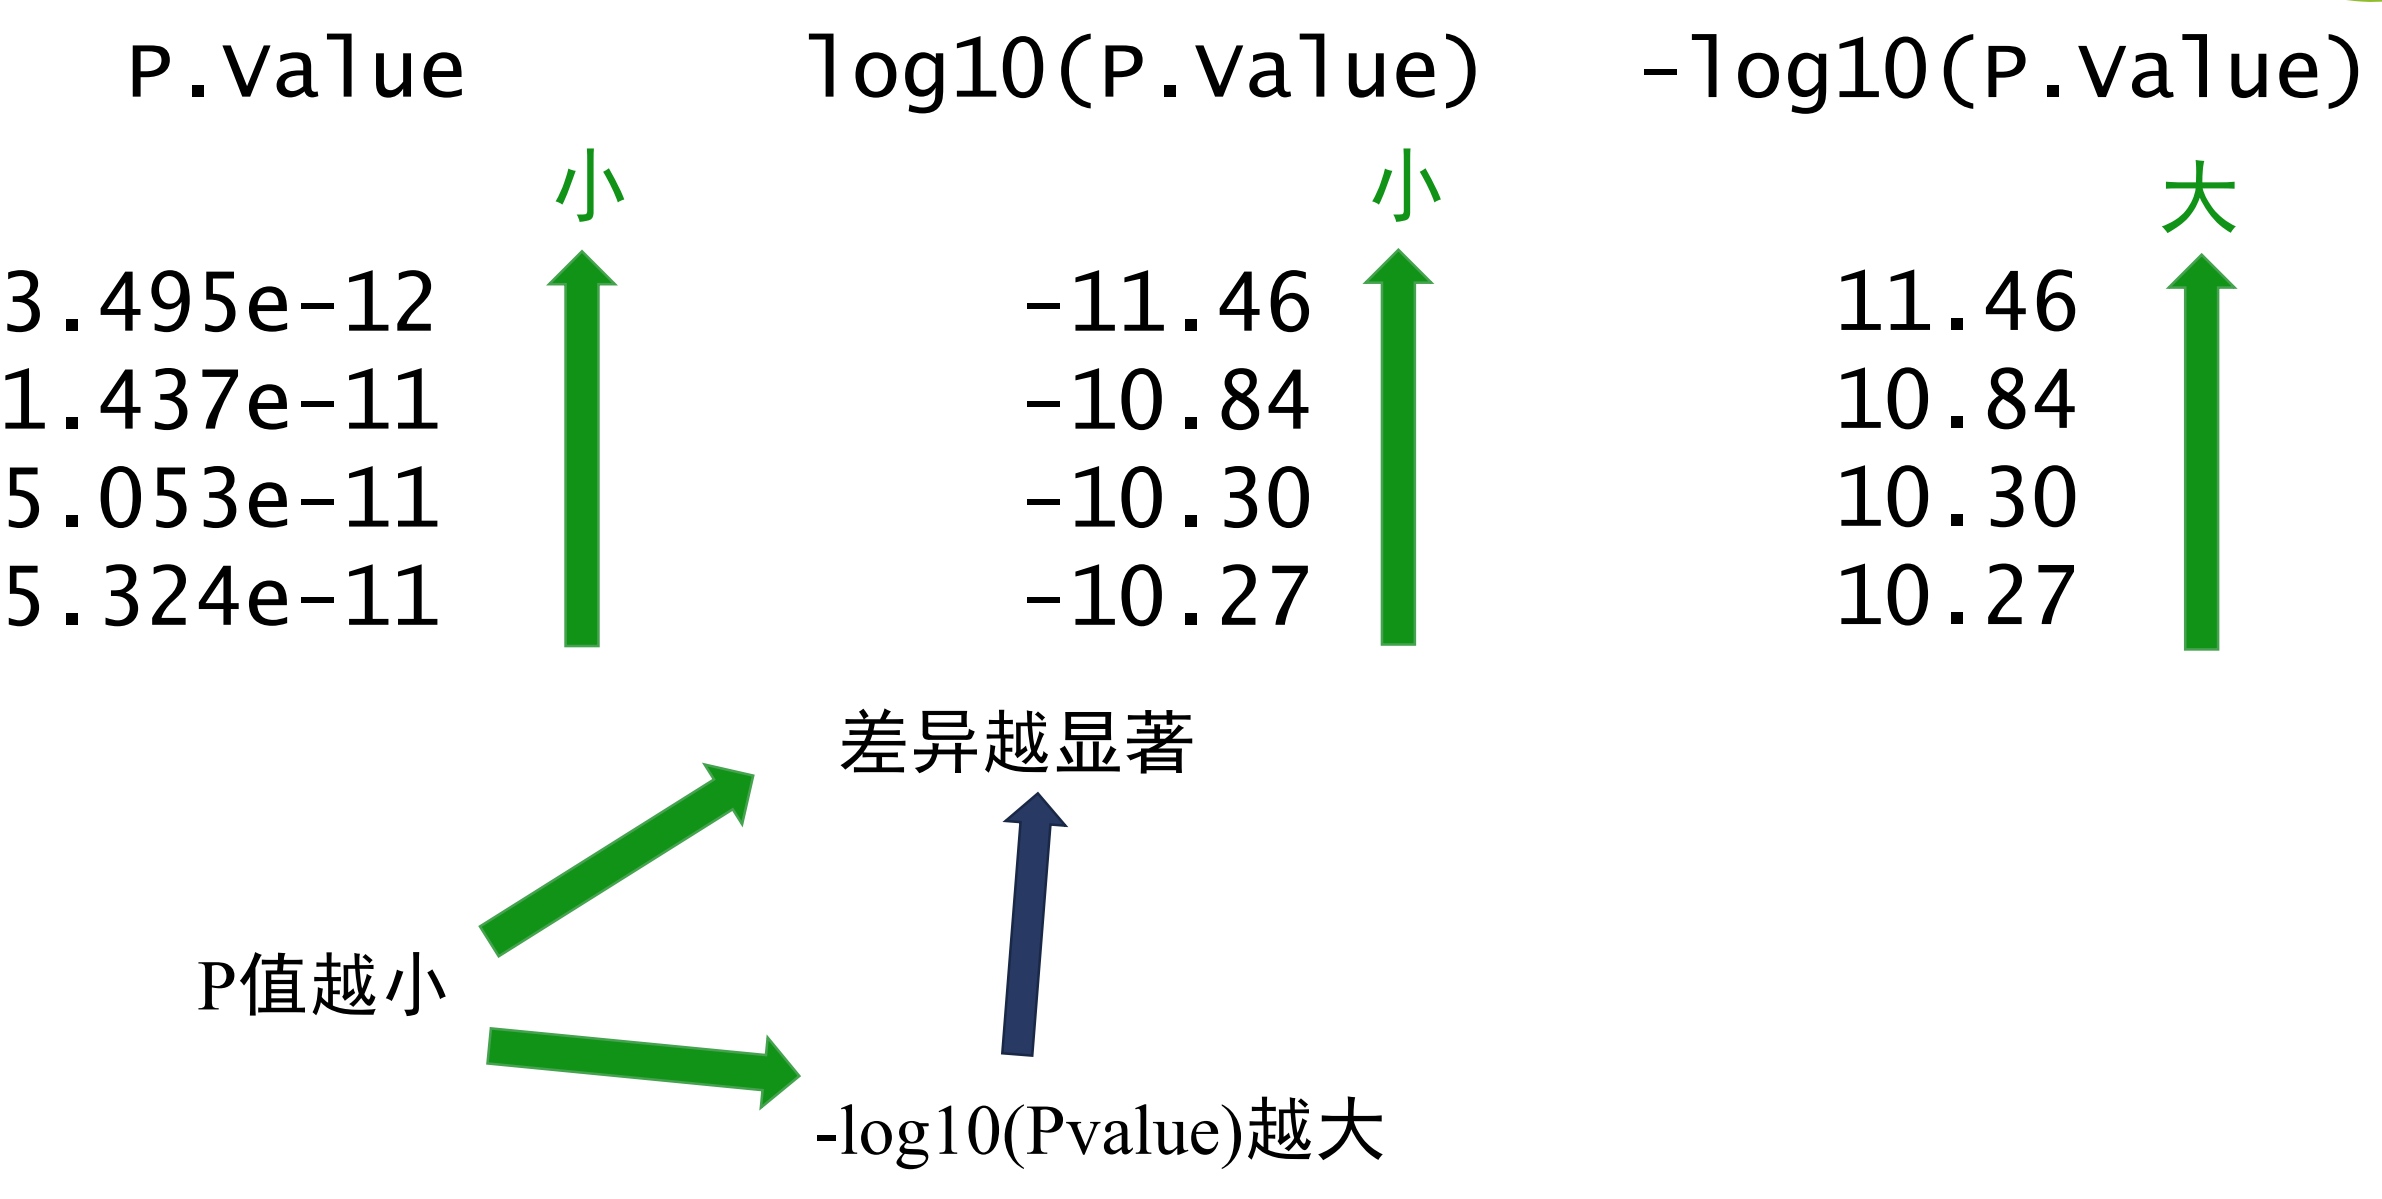 P.Value log10(P.Value) -log10(P.Value)
小 小 大
3.495e-12 -11.46 11.46
1.437e-11 -10.84 10.84
5.053e-11 -10.30 10.30
5.324e-11 -10.27 10.27
差异越显著
P值越小
-log10(Pvalue)越大